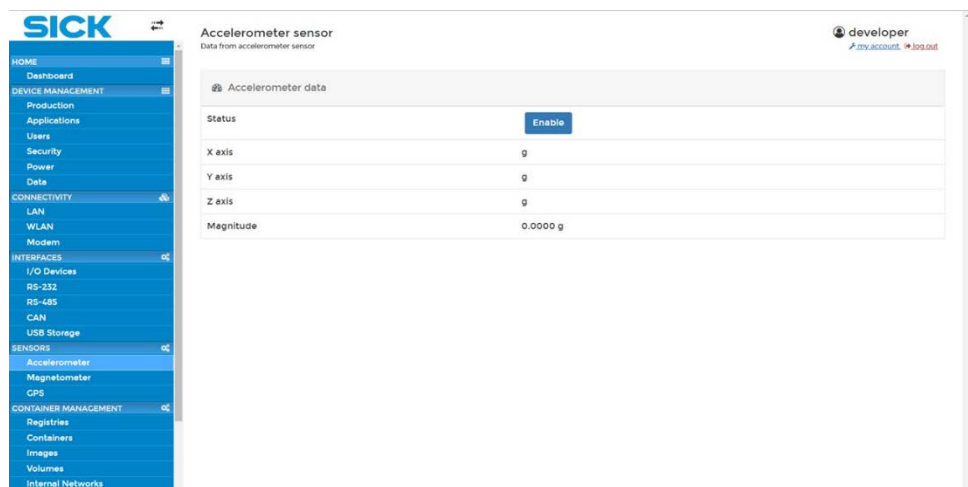 SICK
HOME
Dashboard
DEVICE MANAGEMENT
Production
Applications
Users
Security
Power
Data
CONNECTIVITY
LAN
WLAN
Modem
INTERFACES
I/O Devices
RS-232
RS-485
CAN
USB Storage
SENSORS
Accelerometer
Magnetometer
GPS
CONTAINER MANAGEMENT
Registries
Containers
Images
Volumes
Internal Networks
Accelerometer sensor
Data from accelerometer sensor
developer
my account log out
Accelerometer data
Status Enable
X axis g
Y axis g
Z axis g
Magnitude 0.0000 g